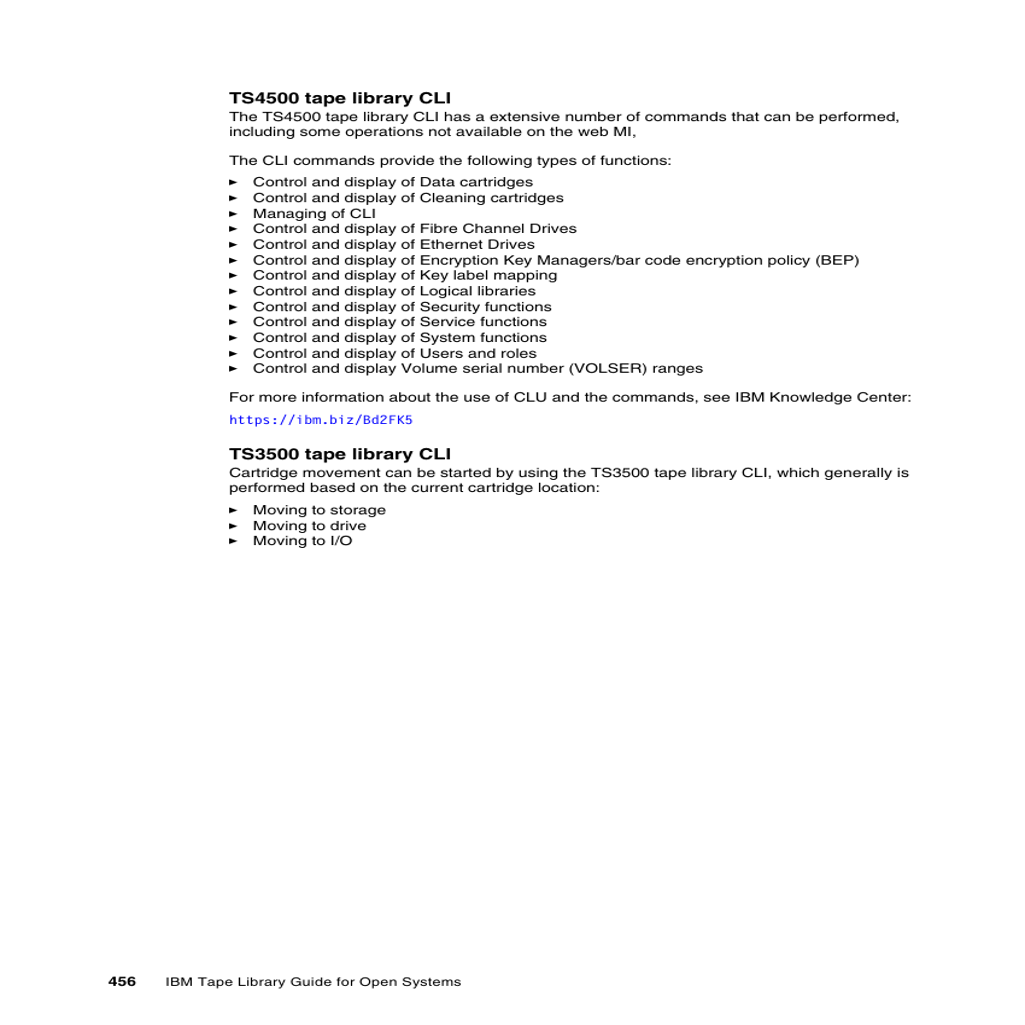 TS4500 tape library CLI
The TS4500 tape library CLI has a extensive number of commands that can be performed,
including some operations not available on the web MI,
The CLI commands provide the following types of functions:
► Control and display of Data cartridges
► Control and display of Cleaning cartridges
► Managing of CLI
► Control and display of Fibre Channel Drives
► Control and display of Ethernet Drives
► Control and display of Encryption Key Managers/bar code encryption policy (BEP)
► Control and display of Key label mapping
► Control and display of Logical libraries
► Control and display of Security functions
► Control and display of Service functions
► Control and display of System functions
► Control and display of Users and roles
► Control and display Volume serial number (VOLSER) ranges
For more information about the use of CLU and the commands, see IBM Knowledge Center:
https://ibm.biz/Bd2FK5
TS3500 tape library CLI
Cartridge movement can be started by using the TS3500 tape library CLI, which generally is
performed based on the current cartridge location:
► Moving to storage
► Moving to drive
► Moving to I/O
456 IBM Tape Library Guide for Open Systems